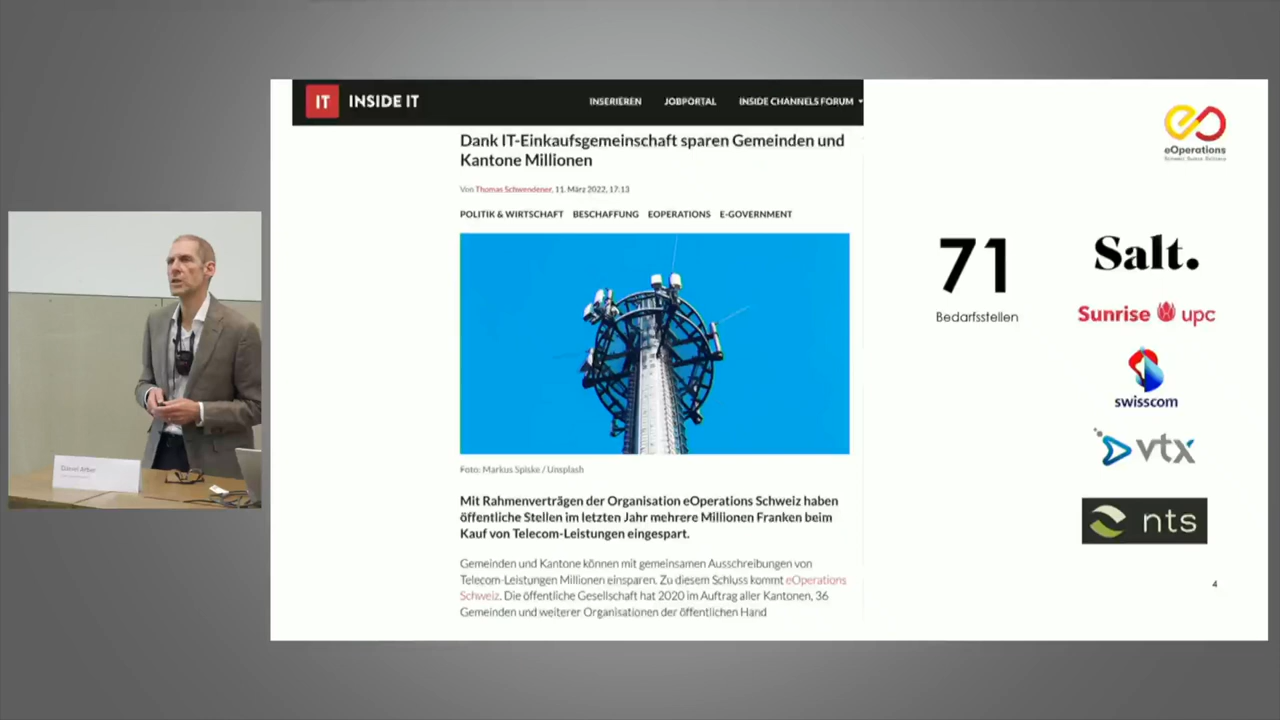 IT INSIDE IT
INSERIEREN JOBPORTAL INSIDE CHANNELS FORUM
Dank IT-Einkaufsgemeinschaft sparen Gemeinden und
Kantone Millionen
Von Thomas Schwendener, 11. März 2022, 17:13
POLITIK & WIRTSCHAFT BESCHAFFUNG EOPERATIONS E-GOVERNMENT
Foto: Markus Spiske / Unsplash
Mit Rahmenverträgen der Organisation eOperations Schweiz haben
öffentliche Stellen im letzten Jahr mehrere Millionen Franken beim
Kauf von Telecom-Leistungen eingespart.
Gemeinden und Kantone können mit gemeinsamen Ausschreibungen von
Telecom-Leistungen Millionen einsparen. Zu diesem Schluss kommt eOperations
Schweiz. Die öffentliche Gesellschaft hat 2020 im Auftrag aller Kantonen, 36
Gemeinden und weiterer Organisationen der öffentlichen Hand
eOperations
71
Bedarfsstellen
Salt.
Sunrise upc
swisscom
vtx
nts
4